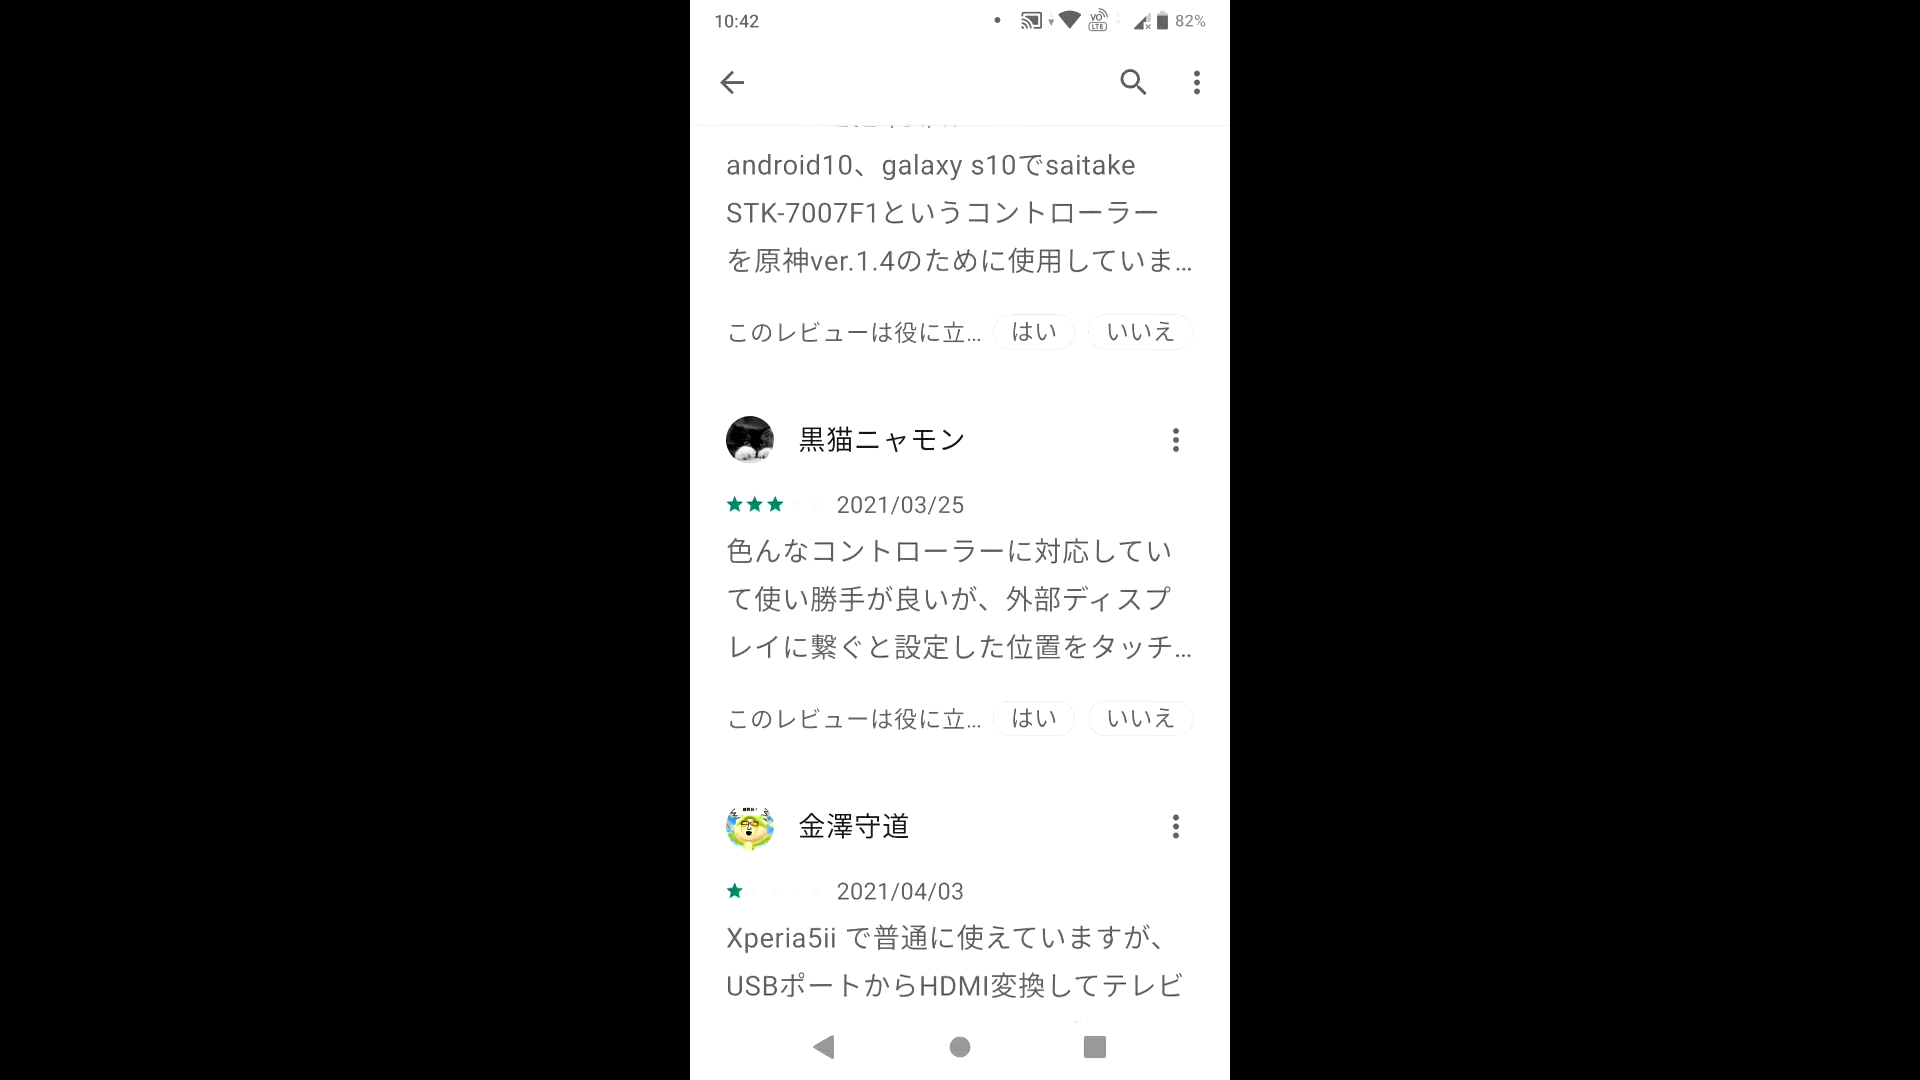 10:42
VO LTE
82%
android10、galaxy s10でsaitake
STK-7007F1というコントローラー
を原神ver.1.4のために使用していま…
このレビューは役に立…
はい
いいえ
黒猫ニャモン
2021/03/25
色んなコントローラーに対応してい
て使い勝手が良いが、外部ディスプ
レイに繋ぐと設定した位置をタッチ…
このレビューは役に立…
はい
いいえ
金澤守道
2021/04/03
Xperia5ii で普通に使えていますが、
USBポートからHDMI変換してテレビ